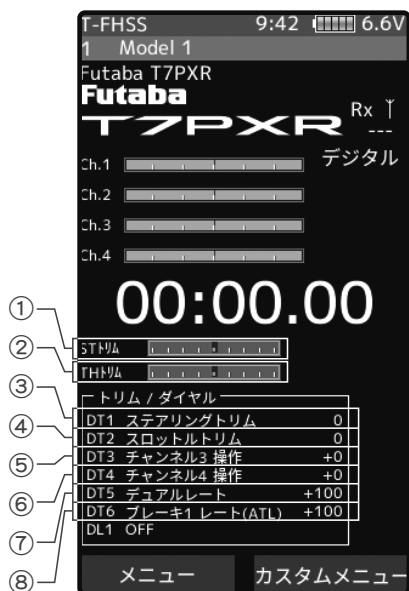 T-FHSS 9:42 6.6V
1 Model 1
Futaba T7PXR
Futaba
T7PXR
Rx
---
デジタル
Ch.1
Ch.2
Ch.3
Ch.4
00:00.00
① STトリム
② THトリム
トリム / ダイヤル
③ DT1 ステアリングトリム 0
④ DT2 スロットルトリム 0
⑤ DT3 チャンネル3 操作 +0
⑥ DT4 チャンネル4 操作 +0
⑦ DT5 デュアルレート +100
⑧ DT6 ブレーキ1 レート(ATL) +100
DL1 OFF
メニュー カスタムメニュー